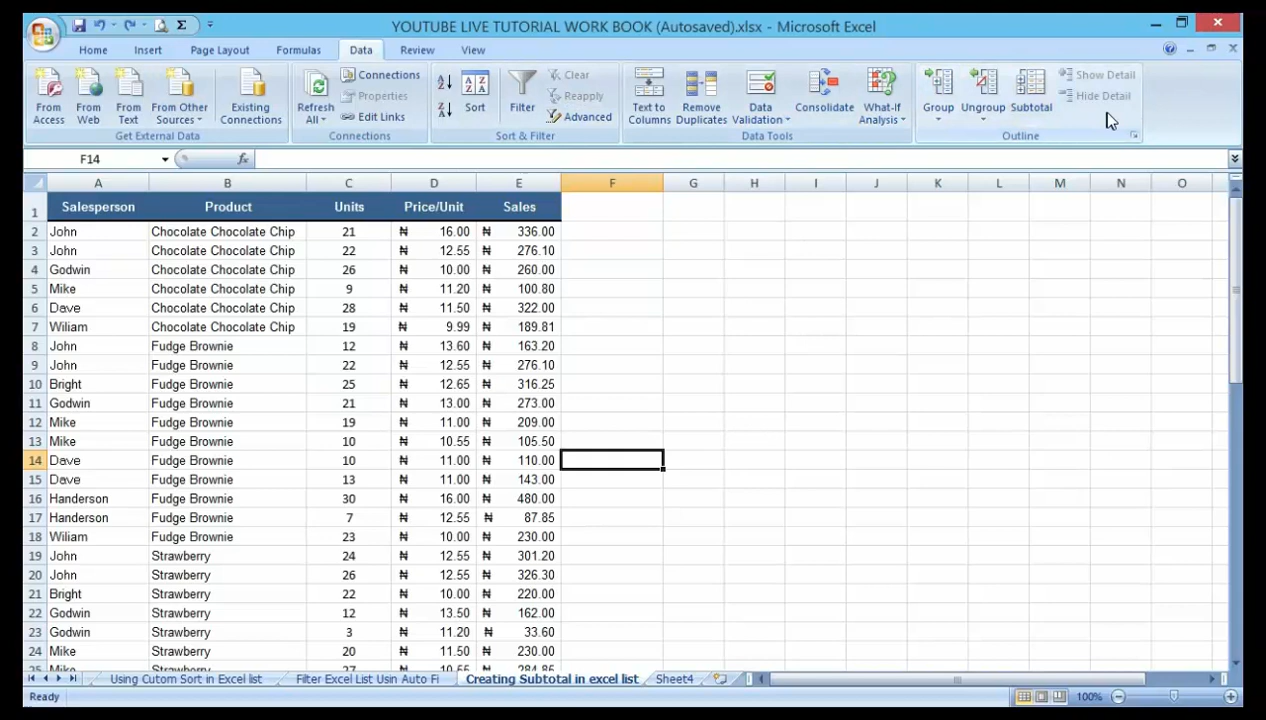 YOUTUBE LIVE TUTORIAL WORK BOOK (Autosaved).xlsx - Microsoft Excel
Home Insert Page Layout Formulas Data Review View
From Access From Web From Text From Other Sources Existing Connections
Get External Data
Refresh All Connections Properties Edit Links
Connections
Sort Filter Clear Reapply Advanced
Sort & Filter
Text to Columns Remove Duplicates Data Validation Consolidate What-If Analysis
Data Tools
Group Ungroup Subtotal Show Detail Hide Detail
Outline
F14 fx
A B C D E F G H I J K L M N O
1 Salesperson Product Units Price/Unit Sales
2 John Chocolate Chocolate Chip 21 ₦ 16.00 ₦ 336.00
3 John Chocolate Chocolate Chip 22 ₦ 12.55 ₦ 276.10
4 Godwin Chocolate Chocolate Chip 26 ₦ 10.00 ₦ 260.00
5 Mike Chocolate Chocolate Chip 9 ₦ 11.20 ₦ 100.80
6 Dave Chocolate Chocolate Chip 28 ₦ 11.50 ₦ 322.00
7 Wiliam Chocolate Chocolate Chip 19 ₦ 9.99 ₦ 189.81
8 John Fudge Brownie 12 ₦ 13.60 ₦ 163.20
9 John Fudge Brownie 22 ₦ 12.55 ₦ 276.10
10 Bright Fudge Brownie 25 ₦ 12.65 ₦ 316.25
11 Godwin Fudge Brownie 21 ₦ 13.00 ₦ 273.00
12 Mike Fudge Brownie 19 ₦ 11.00 ₦ 209.00
13 Mike Fudge Brownie 10 ₦ 10.55 ₦ 105.50
14 Dave Fudge Brownie 10 ₦ 11.00 ₦ 110.00
15 Dave Fudge Brownie 13 ₦ 11.00 ₦ 143.00
16 Handerson Fudge Brownie 30 ₦ 16.00 ₦ 480.00
17 Handerson Fudge Brownie 7 ₦ 12.55 ₦ 87.85
18 Wiliam Fudge Brownie 23 ₦ 10.00 ₦ 230.00
19 John Strawberry 24 ₦ 12.55 ₦ 301.20
20 John Strawberry 26 ₦ 12.55 ₦ 326.30
21 Bright Strawberry 22 ₦ 10.00 ₦ 220.00
22 Godwin Strawberry 12 ₦ 13.50 ₦ 162.00
23 Godwin Strawberry 3 ₦ 11.20 ₦ 33.60
24 Mike Strawberry 20 ₦ 11.50 ₦ 230.00
25 Mike Strawberry 27 ₦ 10.55 ₦ 284.85
Using Cutom Sort in Excel list Filter Excel List Usin Auto Fi Creating Subtotal in excel list Sheet4
Ready 100%